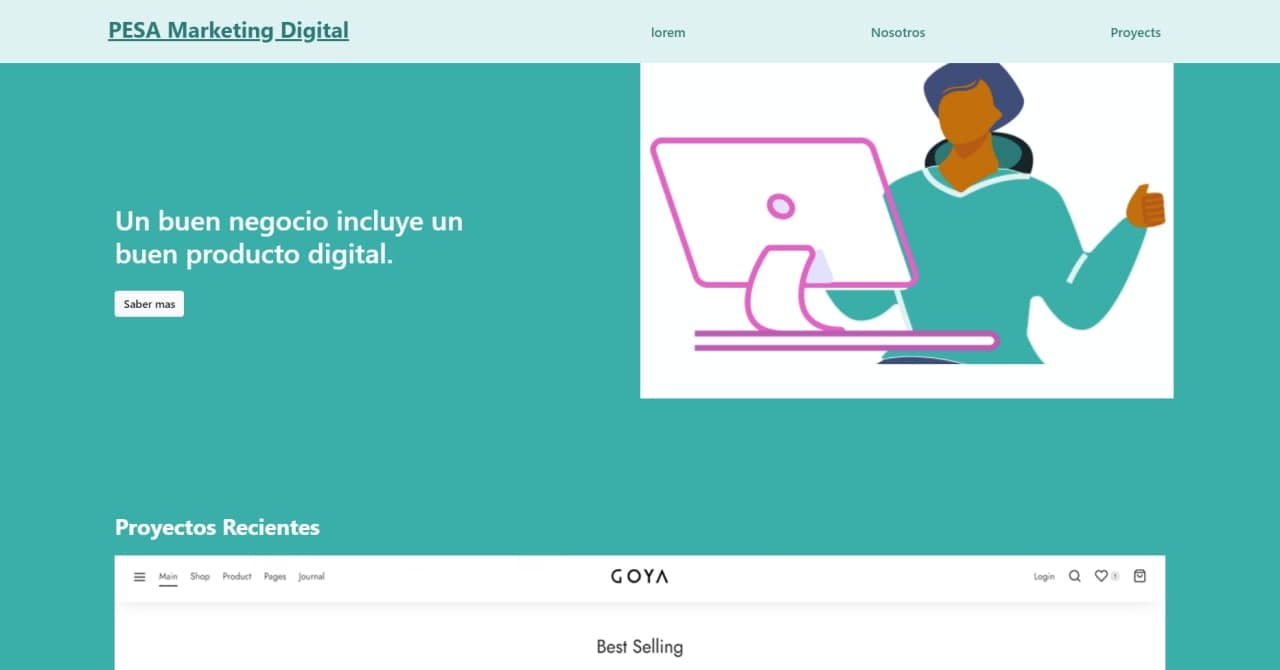 PESA Marketing Digital
lorem
Nosotros
Proyects
Un buen negocio incluye un
buen producto digital.
Saber mas
Proyectos Recientes
Main Shop Product Pages Journal
GOYA
Login
1
Best Selling